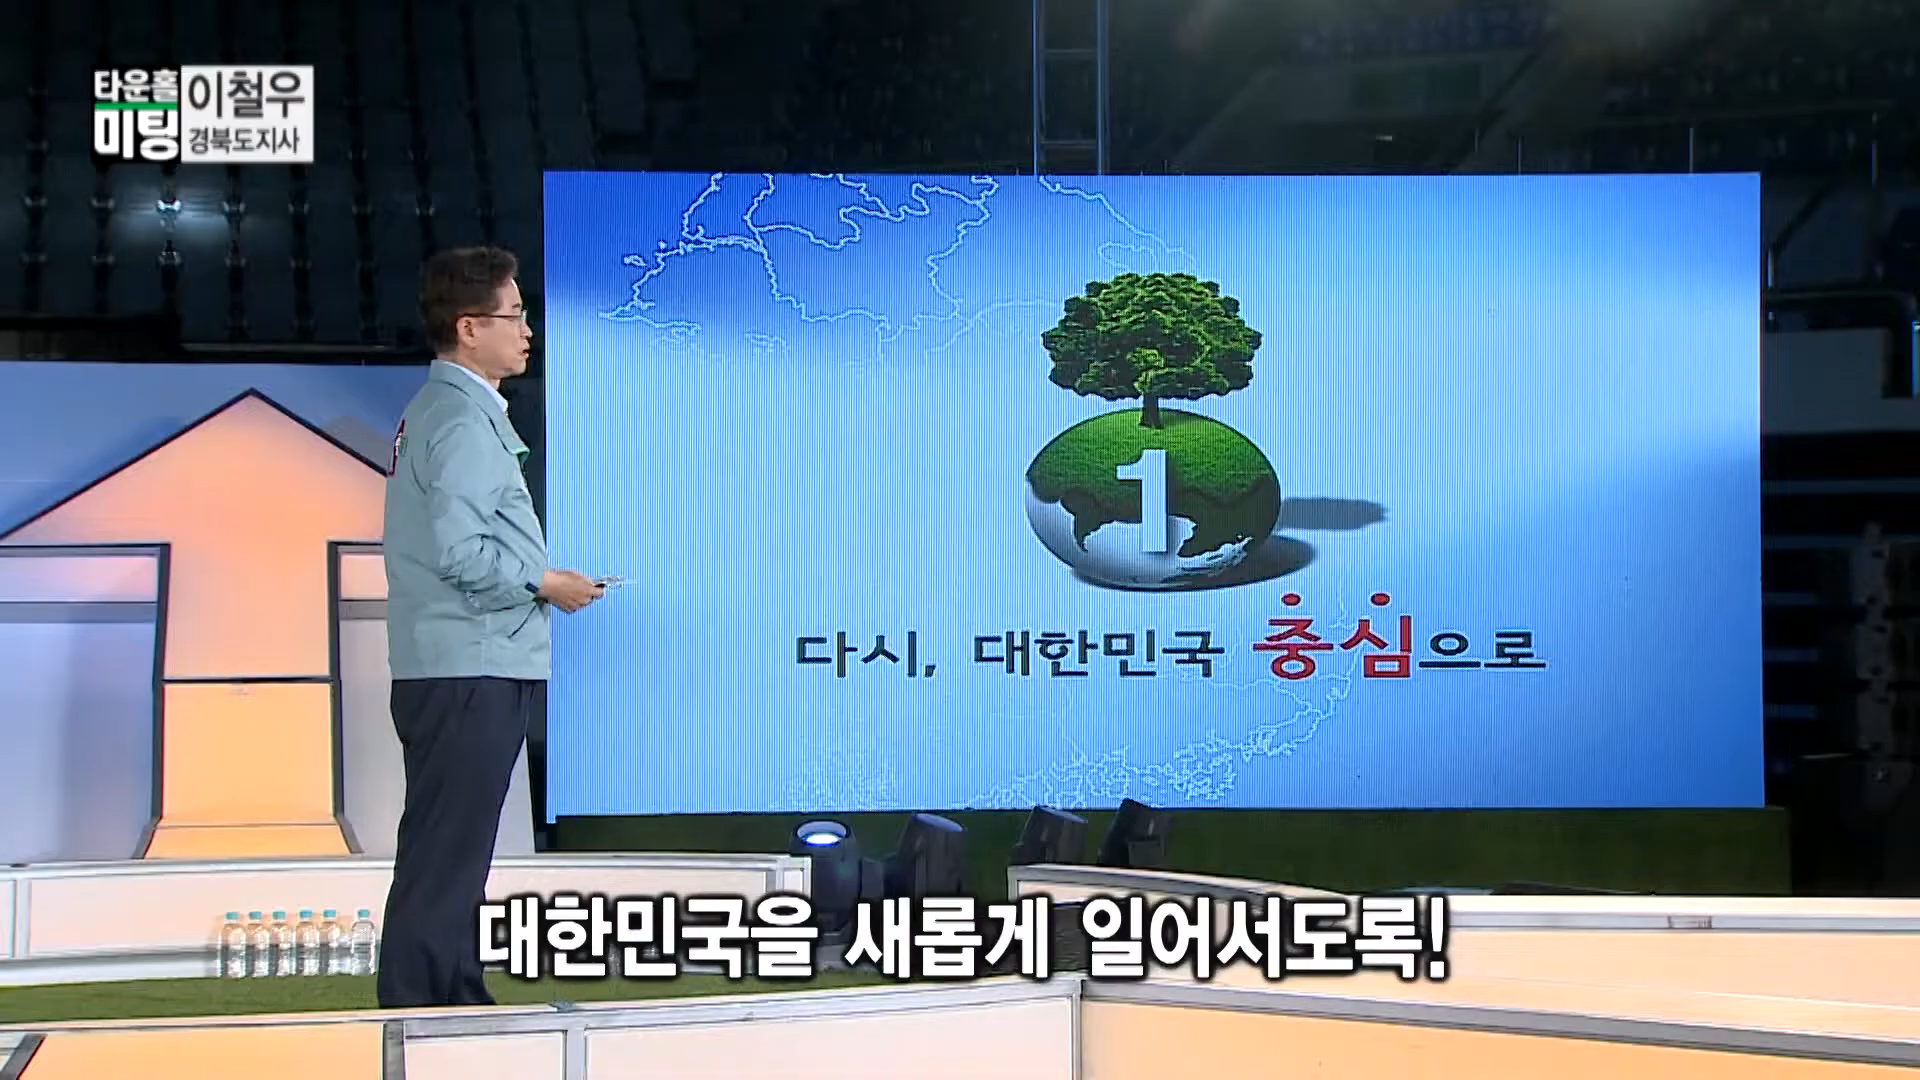 타운홀
미팅
이철우
경북도지사
1
다시, 대한민국 중심으로
대한민국을 새롭게 일어서도록!